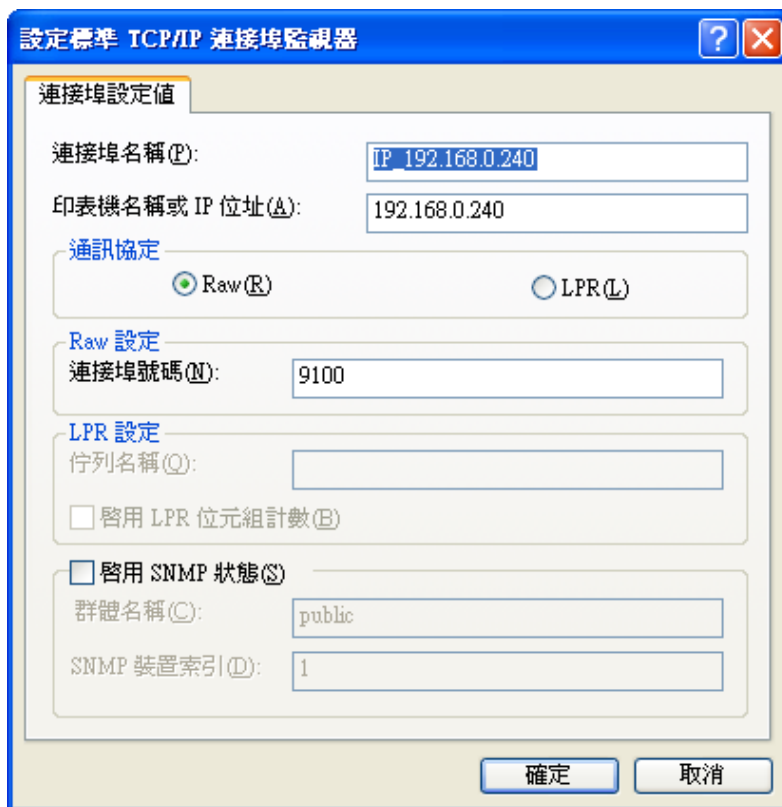 設定標準 TCP/IP 連接埠監視器
連接埠設定值
連接埠名稱(P): IP_192.168.0.240
印表機名稱或 IP 位址(A): 192.168.0.240
通訊協定
Raw(R) LPR(L)
Raw 設定
連接埠號碼(N): 9100
LPR 設定
佇列名稱(Q):
啓用 LPR 位元組計數(B)
啓用 SNMP 狀態(S)
群體名稱(C): public
SNMP 裝置索引(D): 1
確定 取消